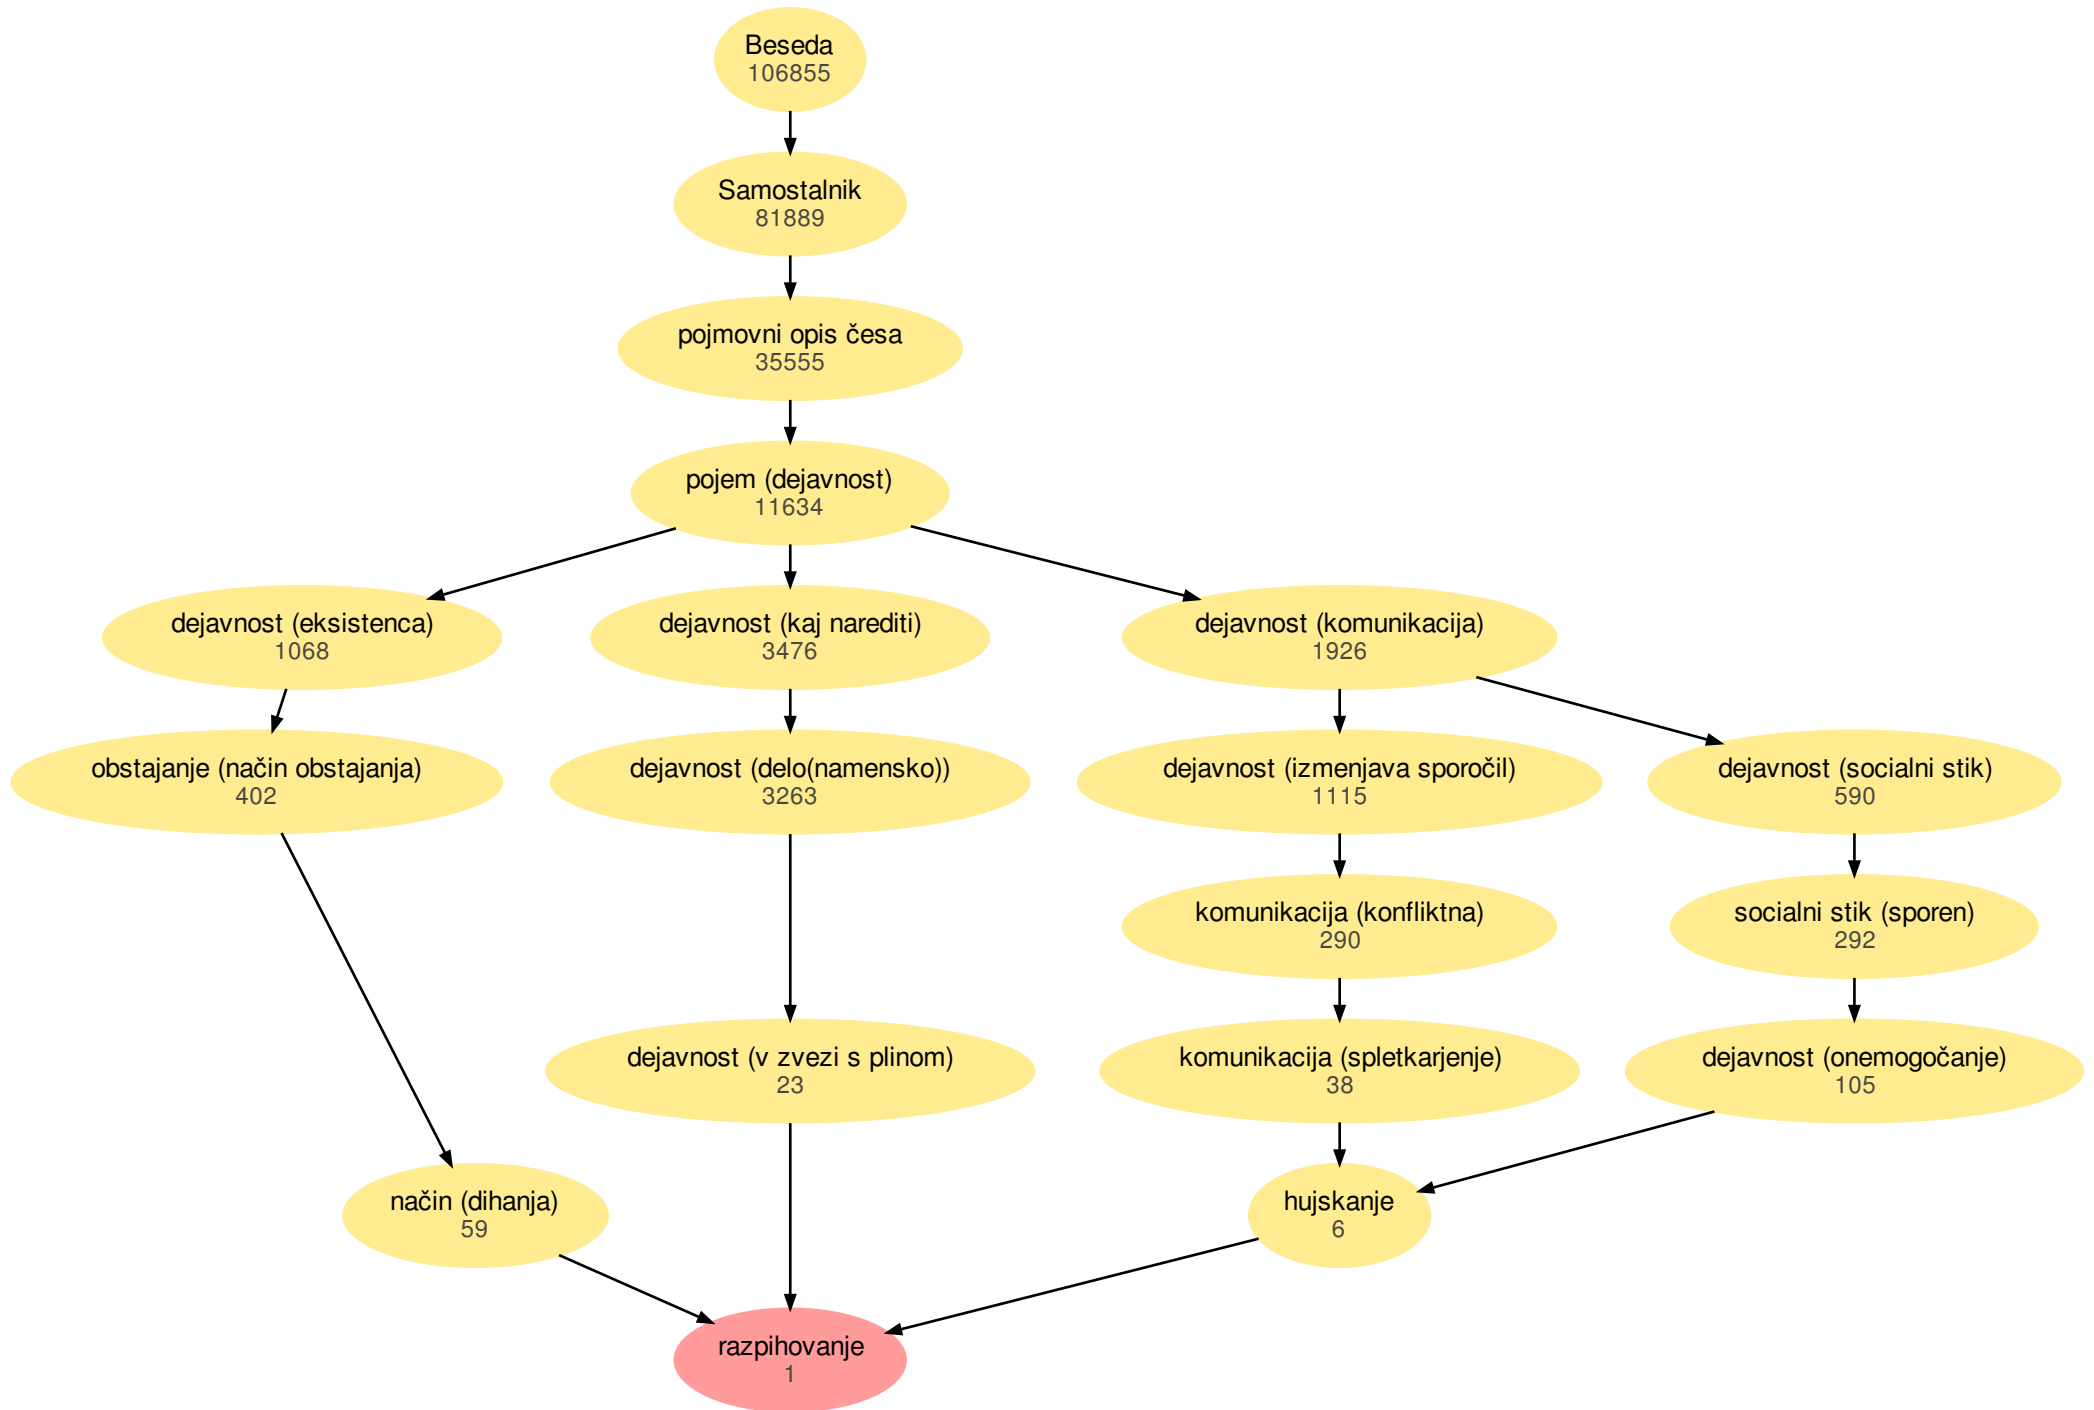 Beseda
106855
Samostalnik
81889
pojmovni opis česa
35555
pojem (dejavnost)
11634
dejavnost (eksistenca)
1068
dejavnost (kaj narediti)
3476
dejavnost (komunikacija)
1926
obstajanje (način obstajanja)
402
dejavnost (delo(namensko))
3263
dejavnost (izmenjava sporočil)
1115
dejavnost (socialni stik)
590
komunikacija (konfliktna)
290
socialni stik (sporen)
292
dejavnost (v zvezi s plinom)
23
komunikacija (spletkarjenje)
38
dejavnost (onemogočanje)
105
način (dihanja)
59
hujskanje
6
razpihovanje
1